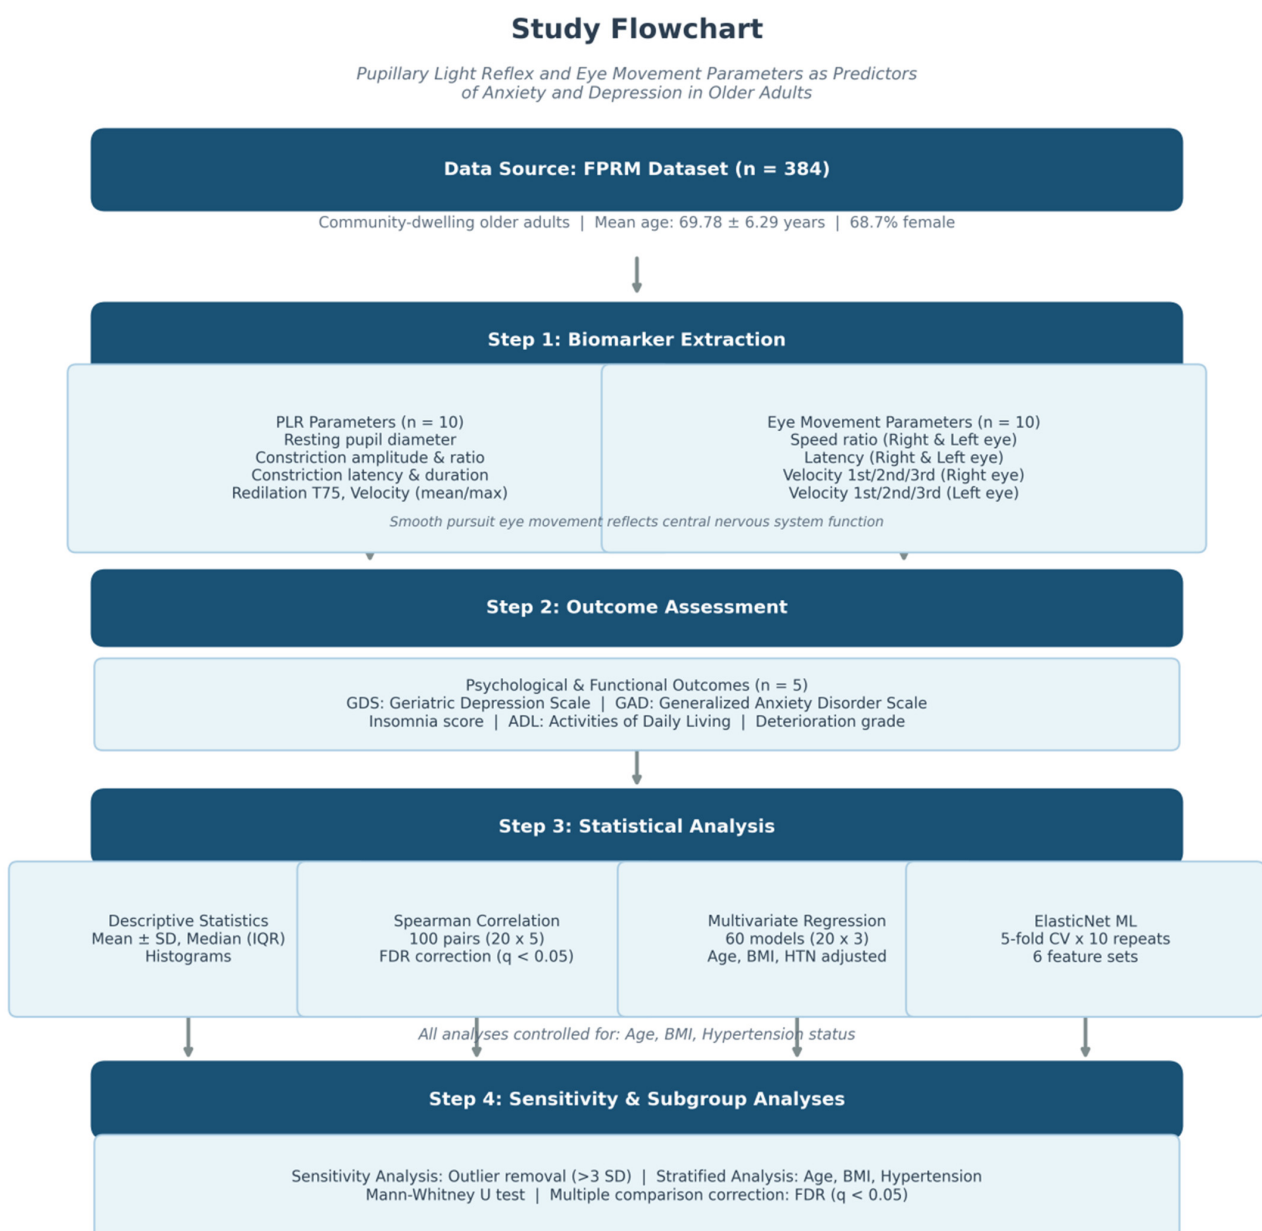 Study Flowchart
Pupillary Light Reflex and Eye Movement Parameters as Predictors
of Anxiety and Depression in Older Adults
Data Source: FPRM Dataset (n = 384)
Community-dwelling older adults | Mean age: 69.78 ± 6.29 years | 68.7% female
Step 1: Biomarker Extraction
PLR Parameters (n = 10)
Resting pupil diameter
Constriction amplitude & ratio
Constriction latency & duration
Redilation T75, Velocity (mean/max)
Eye Movement Parameters (n = 10)
Speed ratio (Right & Left eye)
Latency (Right & Left eye)
Velocity 1st/2nd/3rd (Right eye)
Velocity 1st/2nd/3rd (Left eye)
Smooth pursuit eye movement reflects central nervous system function
Step 2: Outcome Assessment
Psychological & Functional Outcomes (n = 5)
GDS: Geriatric Depression Scale | GAD: Generalized Anxiety Disorder Scale
Insomnia score | ADL: Activities of Daily Living | Deterioration grade
Step 3: Statistical Analysis
Descriptive Statistics
Mean ± SD, Median (IQR)
Histograms
Spearman Correlation
100 pairs (20 x 5)
FDR correction (q < 0.05)
Multivariate Regression
60 models (20 x 3)
Age, BMI, HTN adjusted
ElasticNet ML
5-fold CV x 10 repeats
6 feature sets
All analyses controlled for: Age, BMI, Hypertension status
Step 4: Sensitivity & Subgroup Analyses
Sensitivity Analysis: Outlier removal (>3 SD) | Stratified Analysis: Age, BMI, Hypertension
Mann-Whitney U test | Multiple comparison correction: FDR (q < 0.05)